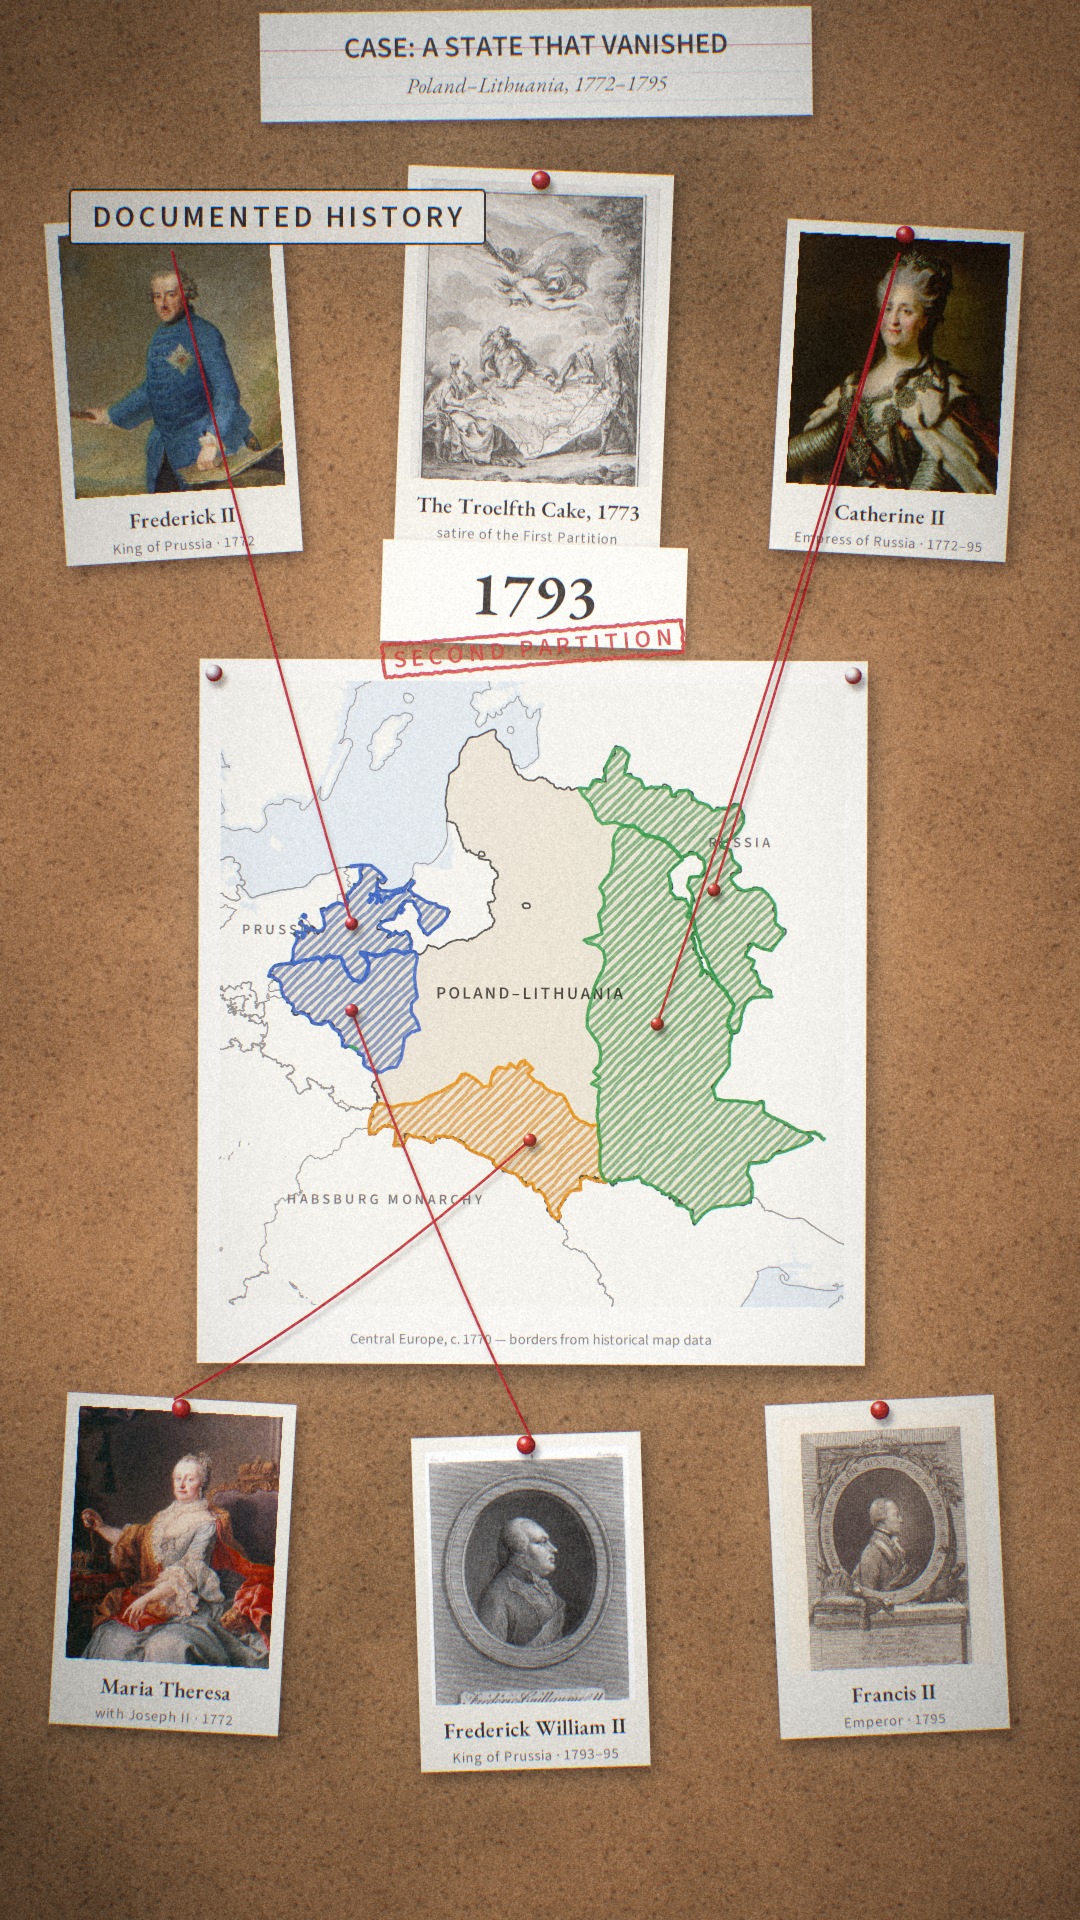 CASE: A STATE THAT VANISHED
Poland–Lithuania, 1772–1795
DOCUMENTED HISTORY
Frederick II
King of Prussia · 1772
The Troelfth Cake, 1773
satire of the First Partition
Catherine II
Empress of Russia · 1772–95
1793
SECOND PARTITION
RUSSIA
PRUSSIA
POLAND–LITHUANIA
HABSBURG MONARCHY
Central Europe, c. 1770 — borders from historical map data
Maria Theresa
with Joseph II · 1772
Frederick William II
King of Prussia · 1793–95
Francis II
Emperor · 1795